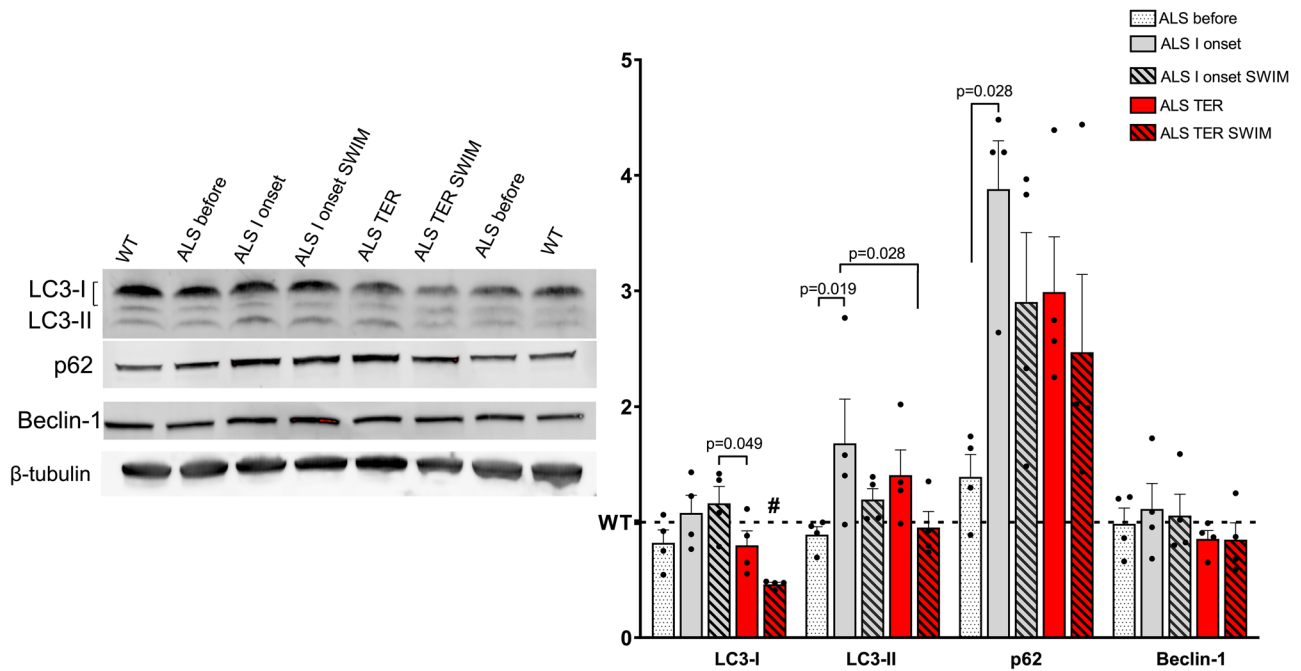 WT
ALS before
ALS I onset
ALS I onset SWIM
ALS TER
ALS TER SWIM
ALS before
WT
LC3-I
LC3-II
p62
Beclin-1
β-tubulin
ALS before
ALS I onset
ALS I onset SWIM
ALS TER
ALS TER SWIM
5
4
3
2
WT
0
p=0.028
p=0.028
p=0.019
p=0.049
#
LC3-I
LC3-II
p62
Beclin-1